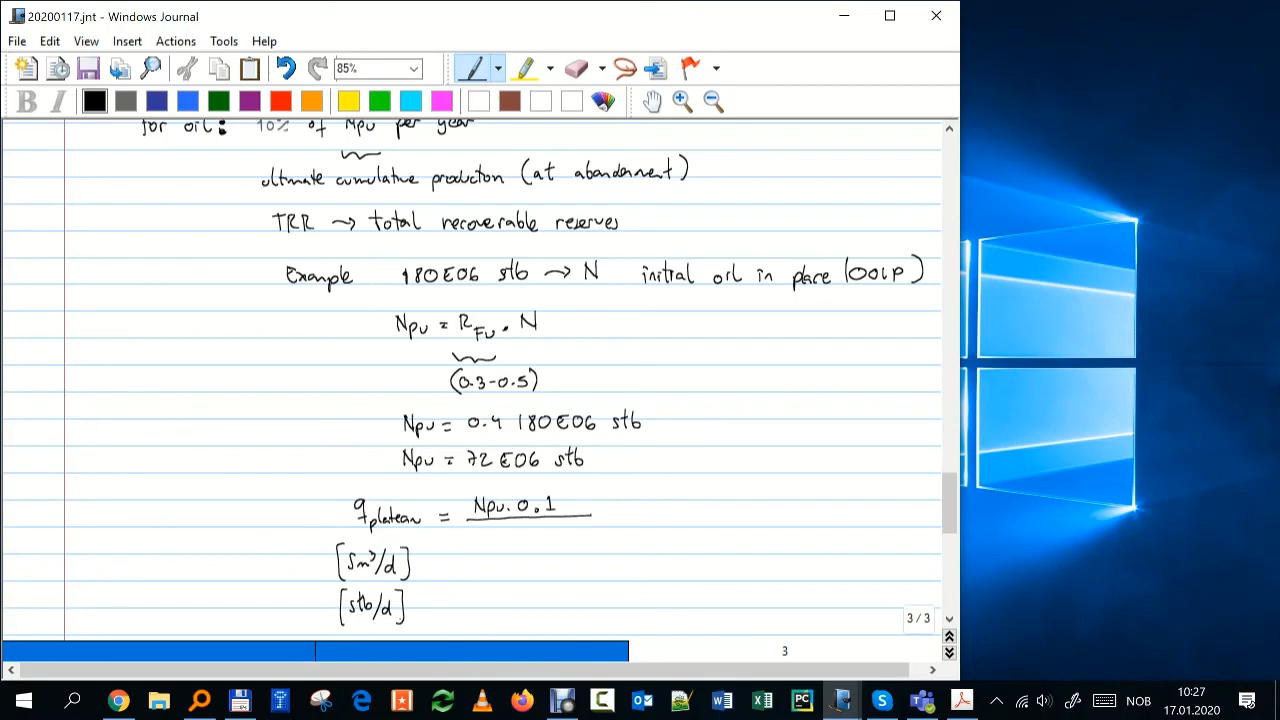 20200117.jnt - Windows Journal
File Edit View Insert Actions Tools Help
85%
B I
for oil: 10% of Npu per year
ultimate cumulative production (at abandonment)
TRR → total recoverable reserves
Example 180E06 stb → N initial oil in place (OOIP)
Npu = RFu . N
(0.3-0.5)
Npu = 0.4 180E06 stb
Npu = 72E06 stb
qplateau = Npu. 0.1
[Sm³/d]
[stb/d]
3 / 3
3
NOB
10:27
17.01.2020